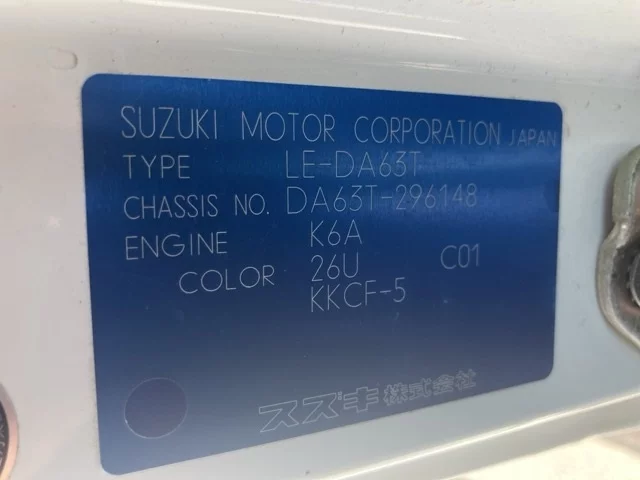 SUZUKI MOTOR CORPORATION JAPAN
TYPE LE-DA63T
CHASSIS NO. DA63T-296148
ENGINE K6A
COLOR 26U C01
KKCF-5
スズキ株式会社